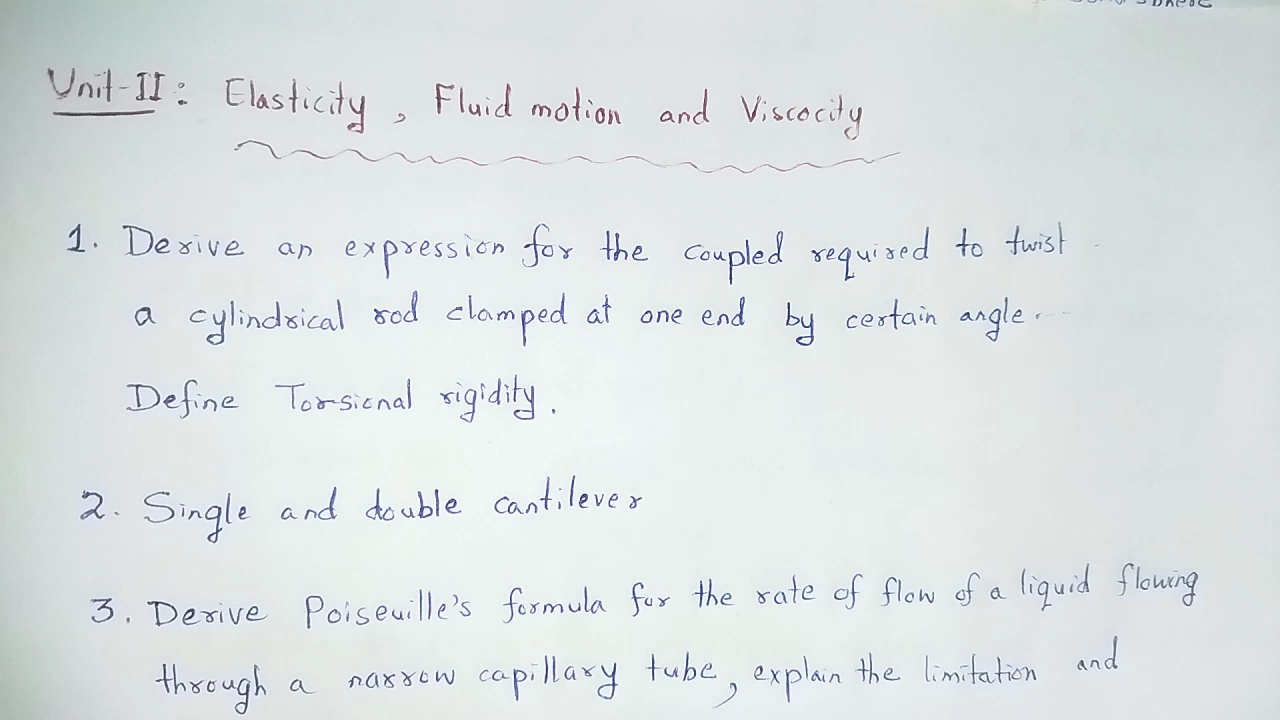 Unit-II: Elasticity, Fluid motion and Viscocity
1. Derive an expression for the coupled required to twist
a cylindrical rod clamped at one end by certain angle.
Define Torsional rigidity.
2. Single and double cantilever
3. Derive Poiseuille's formula for the rate of flow of a liquid flowing
through a narrow capillary tube, explain the limitation and